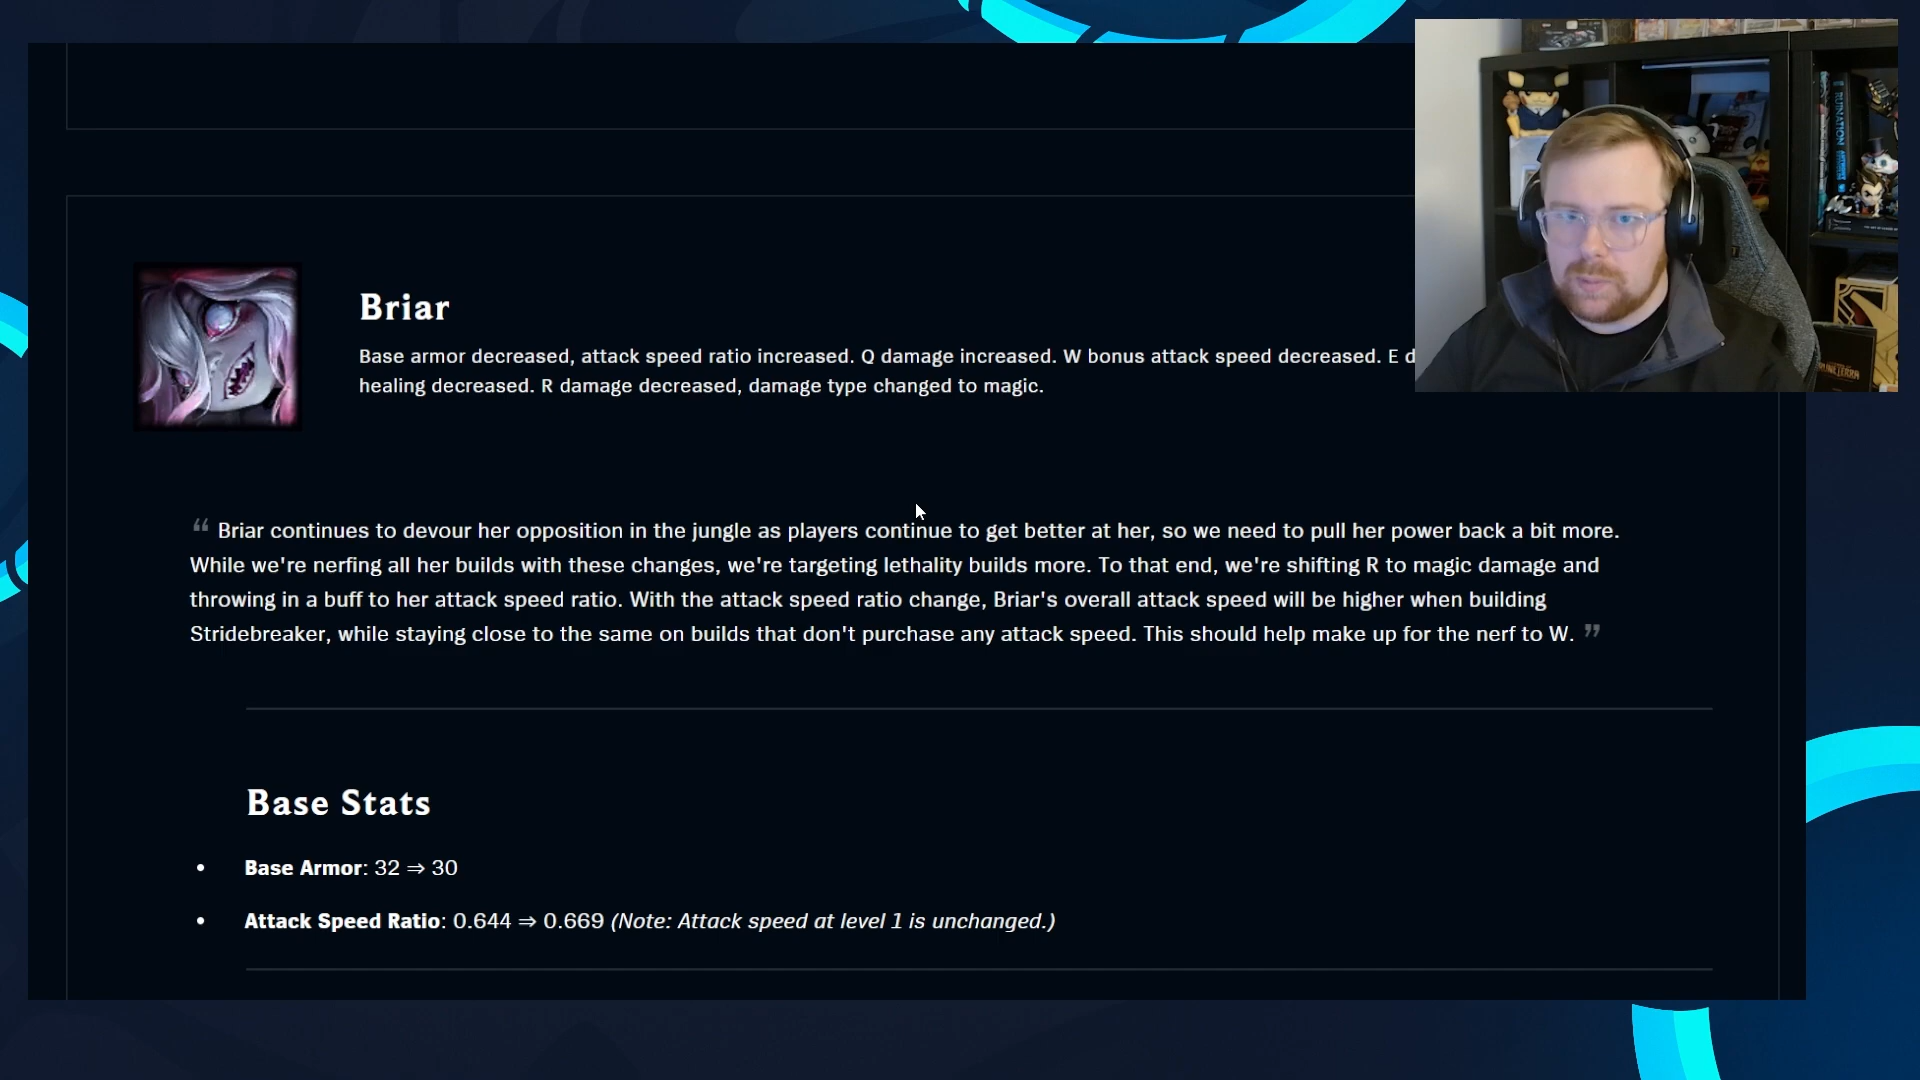 Briar
Base armor decreased, attack speed ratio increased. Q damage increased. W bonus attack speed decreased. E d
healing decreased. R damage decreased, damage type changed to magic.
“ Briar continues to devour her opposition in the jungle as players continue to get better at her, so we need to pull her power back a bit more.
While we're nerfing all her builds with these changes, we're targeting lethality builds more. To that end, we're shifting R to magic damage and
throwing in a buff to her attack speed ratio. With the attack speed ratio change, Briar's overall attack speed will be higher when building
Stridebreaker, while staying close to the same on builds that don't purchase any attack speed. This should help make up for the nerf to W. ”
Base Stats
• Base Armor: 32 ⇒ 30
• Attack Speed Ratio: 0.644 ⇒ 0.669 (Note: Attack speed at level 1 is unchanged.)
RUINATION
RUNETERRA